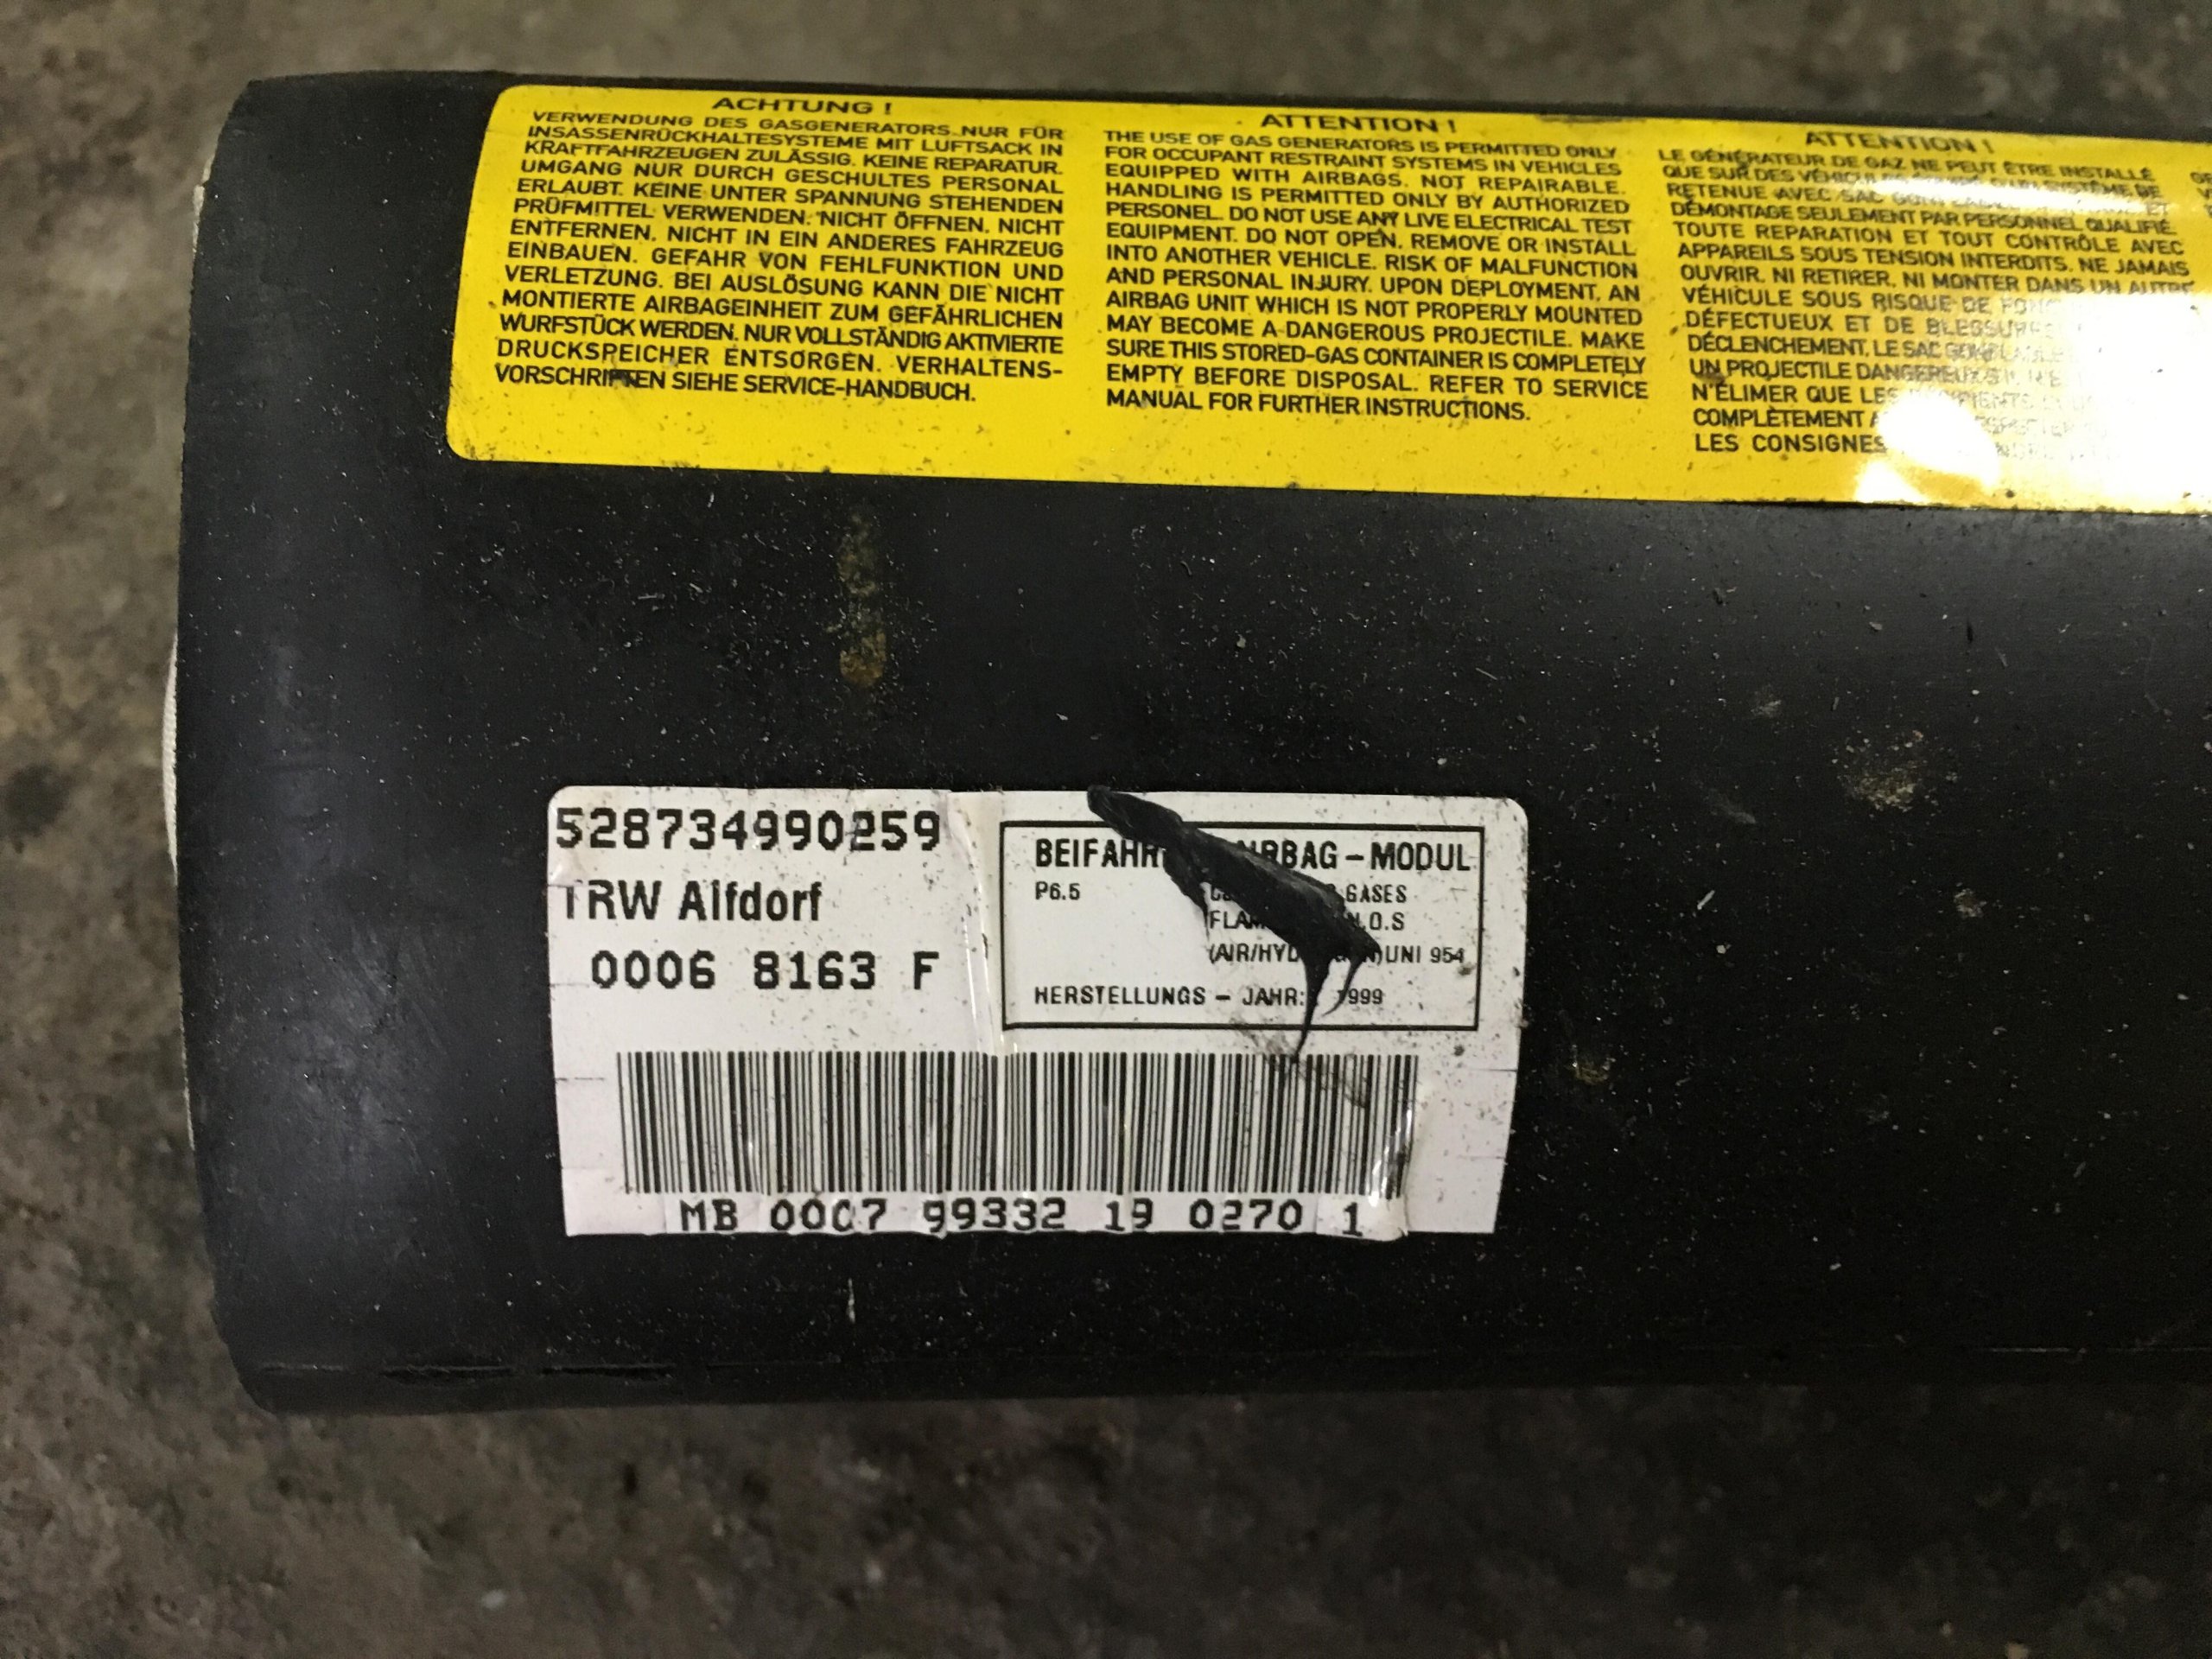 ACHTUNG !
VERWENDUNG DES GASGENERATORS NUR FÜR
INSASSENRÜCKHALTESYSTEME MIT LUFTSACK IN
KRAFTFAHRZEUGEN ZULÄSSIG. KEINE REPARATUR.
UMGANG NUR DURCH GESCHULTES PERSONAL
ERLAUBT. KEINE UNTER SPANNUNG STEHENDEN
PRÜFMITTEL VERWENDEN. NICHT ÖFFNEN. NICHT
ENTFERNEN. NICHT IN EIN ANDERES FAHRZEUG
EINBAUEN. GEFAHR VON FEHLFUNKTION UND
VERLETZUNG. BEI AUSLÖSUNG KANN DIE NICHT
MONTIERTE AIRBAGEINHEIT ZUM GEFÄHRLICHEN
WURFSTÜCK WERDEN. NUR VOLLSTÄNDIG AKTIVIERTE
DRUCKSPEICHER ENTSORGEN. VERHALTENS-
VORSCHRIFTEN SIEHE SERVICE-HANDBUCH.
ATTENTION !
THE USE OF GAS GENERATORS IS PERMITTED ONLY
FOR OCCUPANT RESTRAINT SYSTEMS IN VEHICLES
EQUIPPED WITH AIRBAGS. NOT REPAIRABLE.
HANDLING IS PERMITTED ONLY BY AUTHORIZED
PERSONEL. DO NOT USE ANY LIVE ELECTRICAL TEST
EQUIPMENT. DO NOT OPEN, REMOVE OR INSTALL
INTO ANOTHER VEHICLE. RISK OF MALFUNCTION
AND PERSONAL INJURY. UPON DEPLOYMENT, AN
AIRBAG UNIT WHICH IS NOT PROPERLY MOUNTED
MAY BECOME A DANGEROUS PROJECTILE. MAKE
SURE THIS STORED-GAS CONTAINER IS COMPLETELY
EMPTY BEFORE DISPOSAL. REFER TO SERVICE
MANUAL FOR FURTHER INSTRUCTIONS.
ATTENTION !
LE GÉNÉRATEUR DE GAZ NE PEUT ÊTRE INSTALLÉ
QUE SUR DES SYSTÈME DE
RETENUE AVEC SAC ET
DÉMONTAGE SEULEMENT PAR PERSONNEL QUALIFIÉ.
TOUTE REPARATION ET TOUT CONTRÔLE AVEC
APPAREILS SOUS TENSION INTERDITS. NE JAMAIS
OUVRIR, NI RETIRER, NI MONTER DANS UN AUTRE
VÉHICULE SOUS RISQUE DE
DÉFECTUEUX ET DE
DÉCLENCHEMENT, LE SAC
UN PROJECTILE DANGEREUX
N'ÉLIMER QUE LES
COMPLÈTEMENT
LES CONSIGNES
528734990259
TRW Alfdorf
0006 8163 F
AIRBAG – MODUL
P6.5
GASES
N.O.S
UNI 954
HERSTELLUNGS – JAHR: 1999
MB 0007 99332 19 0270 1